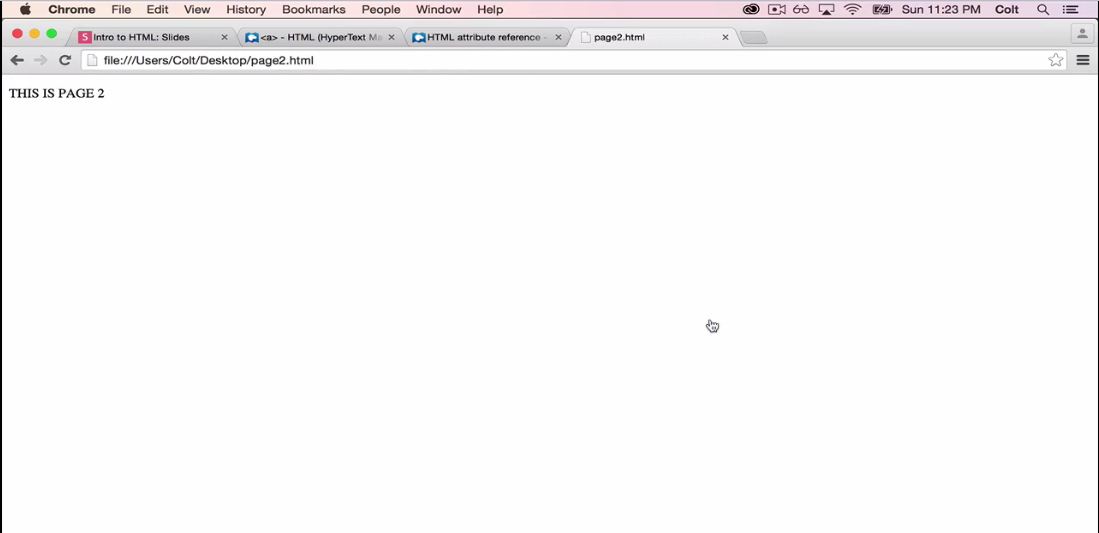 Chrome File Edit View History Bookmarks People Window Help Sun 11:23 PM Colt
S Intro to HTML: Slides <a> - HTML (HyperText Ma HTML attribute reference - page2.html
file:///Users/Colt/Desktop/page2.html
THIS IS PAGE 2